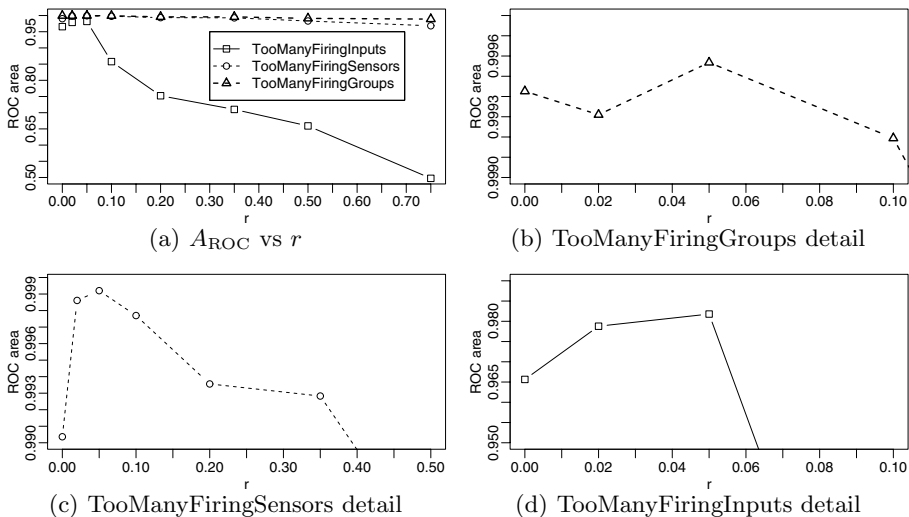 ROC area
0.50 0.65 0.80 0.95
TooManyFiringInputs
TooManyFiringSensors
TooManyFiringGroups
0.00 0.10 0.20 0.30 0.40 0.50 0.60 0.70
r
(a) A_ROC vs r
ROC area
0.9990 0.9993 0.9996
0.00 0.02 0.04 0.06 0.08 0.10
r
(b) TooManyFiringGroups detail
ROC area
0.990 0.993 0.996 0.999
0.00 0.10 0.20 0.30 0.40 0.50
r
(c) TooManyFiringSensors detail
ROC area
0.950 0.965 0.980
0.00 0.02 0.04 0.06 0.08 0.10
r
(d) TooManyFiringInputs detail